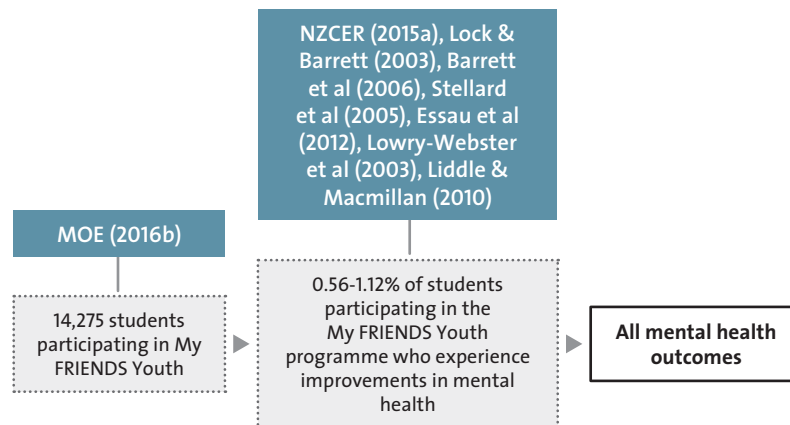 NZCER (2015a), Lock &
Barrett (2003), Barrett
et al (2006), Stellard
et al (2005), Essau et al
(2012), Lowry-Webster
et al (2003), Liddle &
Macmillan (2010)
MOE (2016b)
14,275 students
participating in My
FRIENDS Youth
0.56-1.12% of students
participating in the
My FRIENDS Youth
programme who experience
improvements in mental
health
All mental health
outcomes